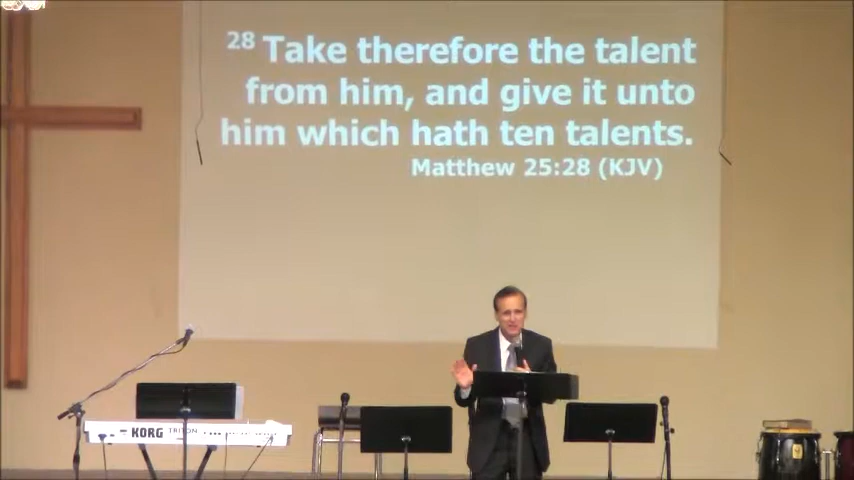 28 Take therefore the talent
from him, and give it unto
him which hath ten talents.
Matthew 25:28 (KJV)
KORG TRITON